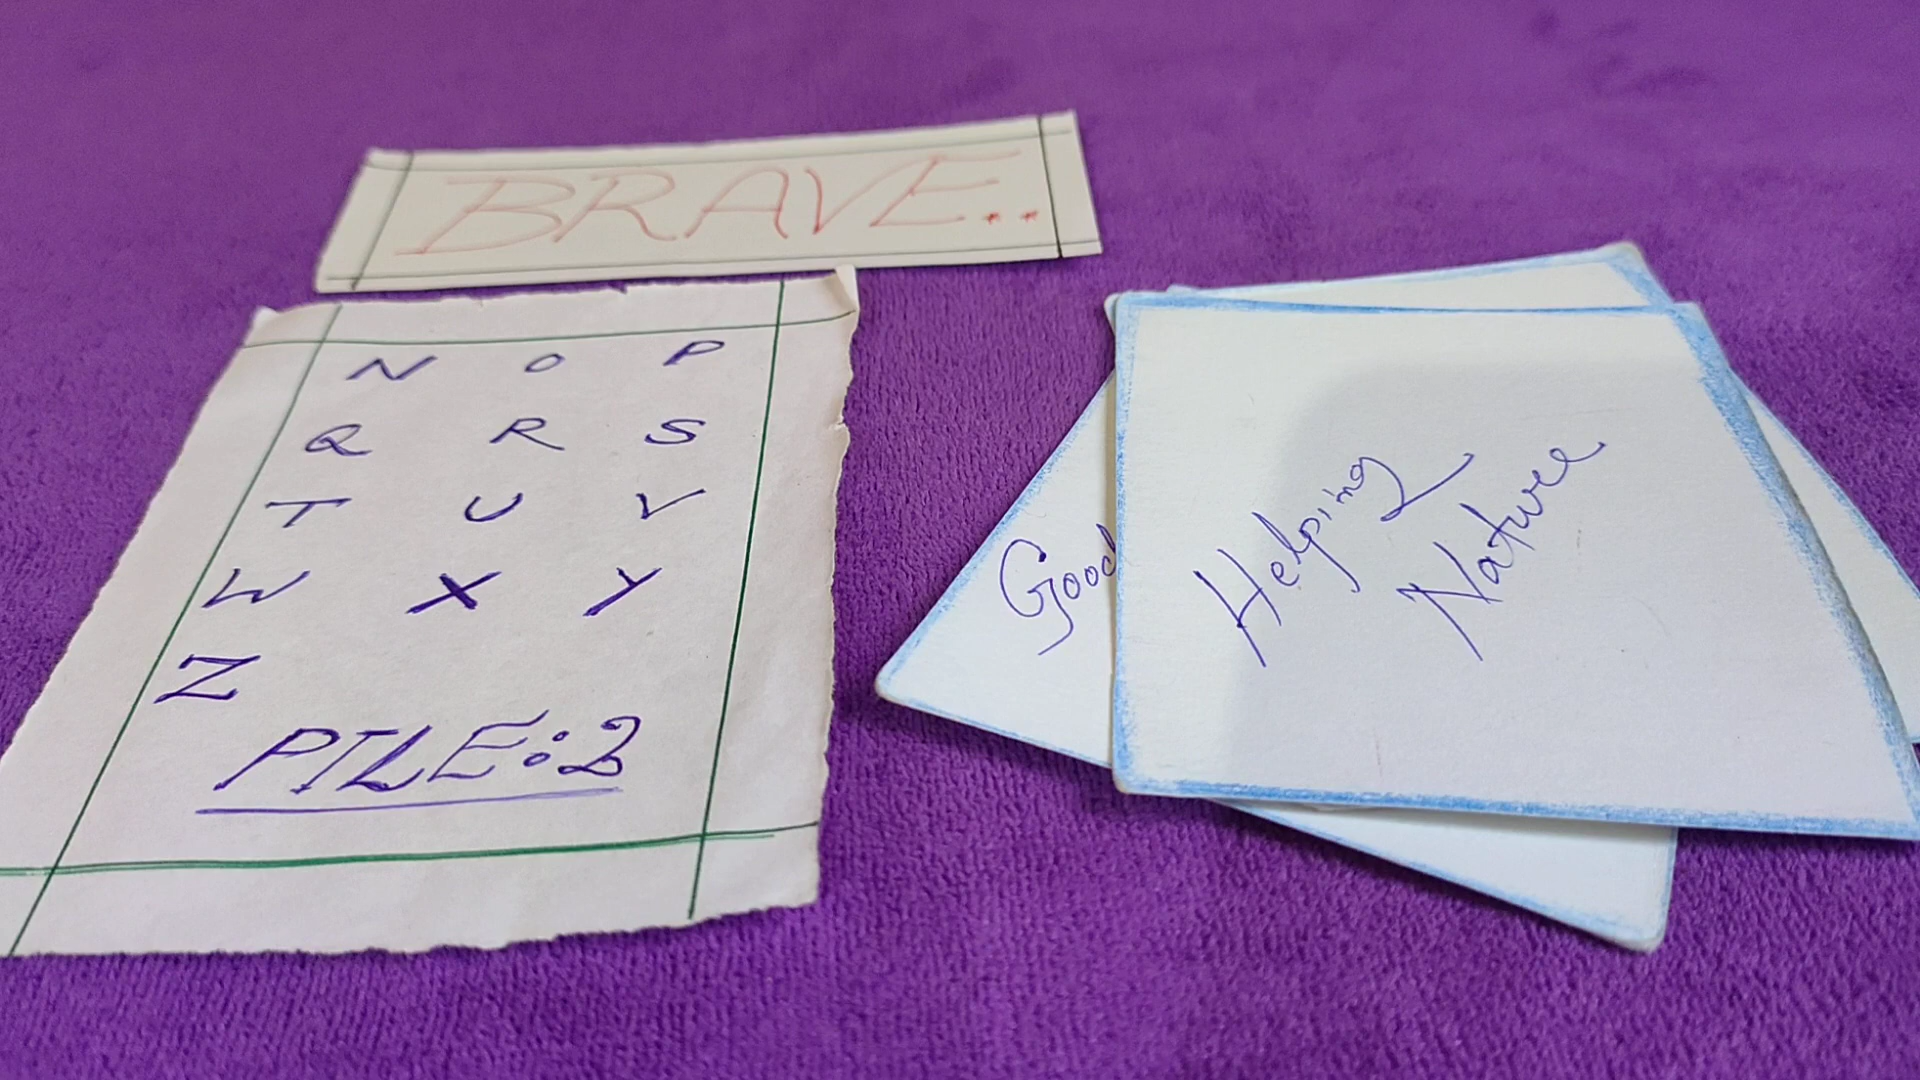 BRAVE..
N O P
Q R S
T U V
W X Y
Z
PILE:2
Good
Helping
Nature